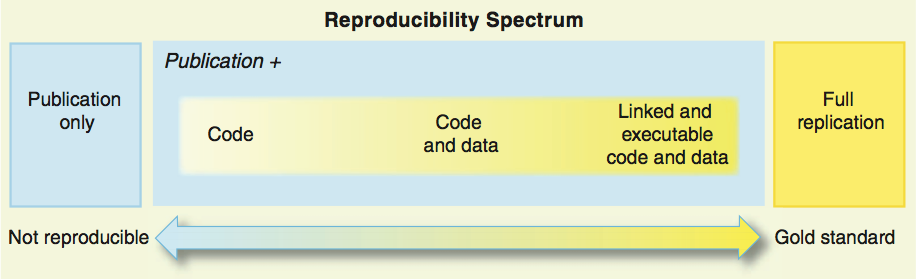 Reproducibility Spectrum
Publication
only
Publication +
Code
Code
and data
Linked and
executable
code and data
Full
replication
Not reproducible
Gold standard